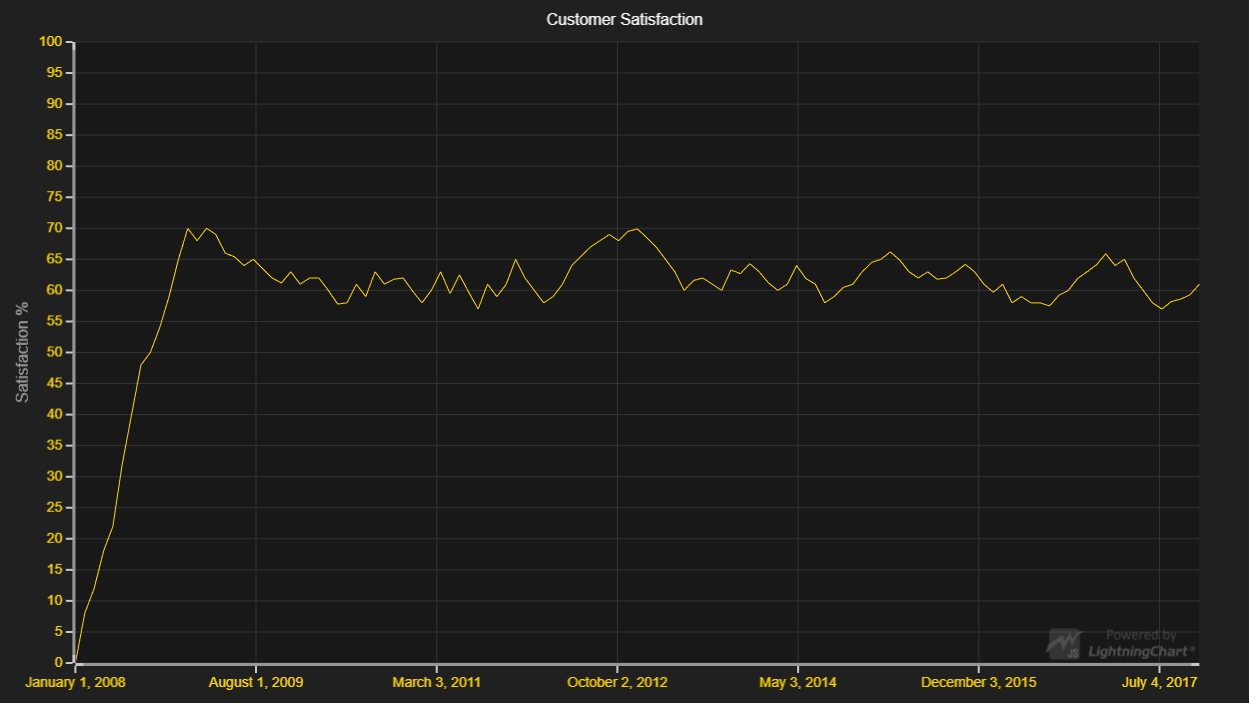 Customer Satisfaction
100
95
90
85
80
75
70
65
60
55
50
45
40
35
30
25
20
15
10
5
0
Satisfaction %
January 1, 2008
August 1, 2009
March 3, 2011
October 2, 2012
May 3, 2014
December 3, 2015
July 4, 2017
JS
Powered by
LightningChart®